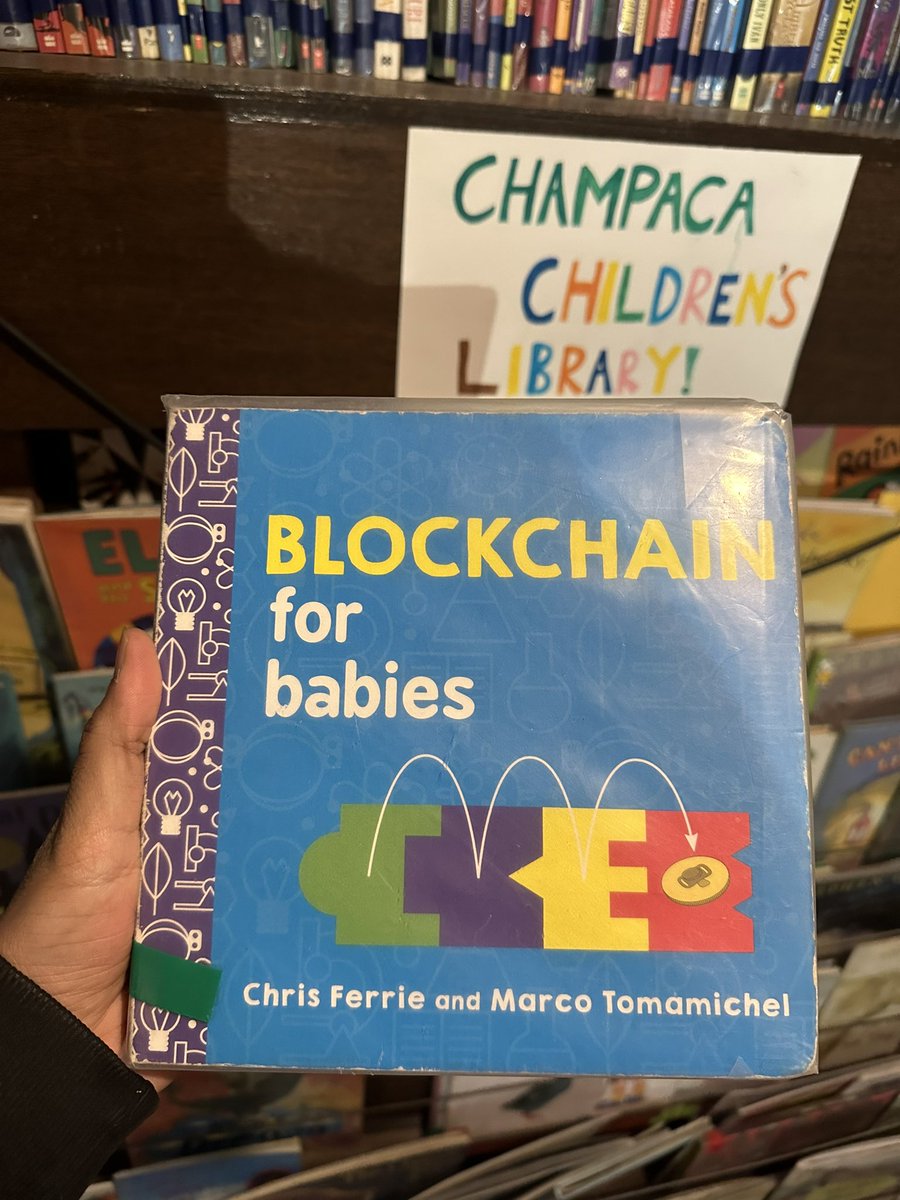 CHAMPACA
CHILDREN'S
LIBRARY!
BLOCKCHAIN
for
babies
Chris Ferrie and Marco Tomamichel